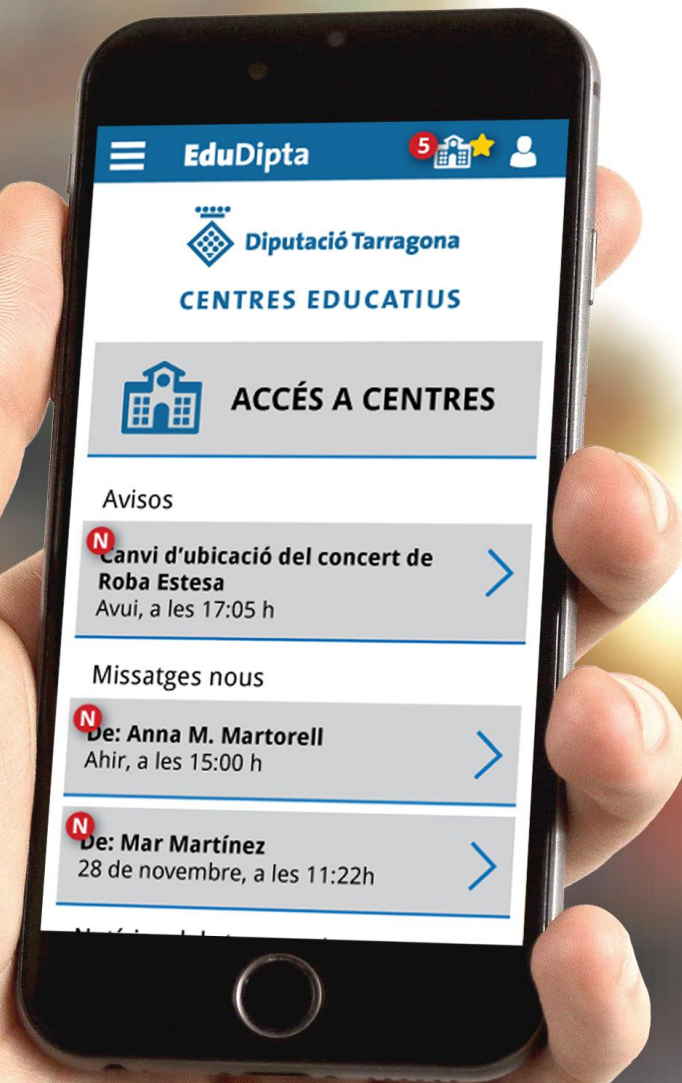 EduDipta
5
Diputació Tarragona
CENTRES EDUCATIUS
ACCÉS A CENTRES
Avisos
N
Canvi d'ubicació del concert de
Roba Estesa
Avui, a les 17:05 h
Missatges nous
N
De: Anna M. Martorell
Ahir, a les 15:00 h
N
De: Mar Martínez
28 de novembre, a les 11:22h